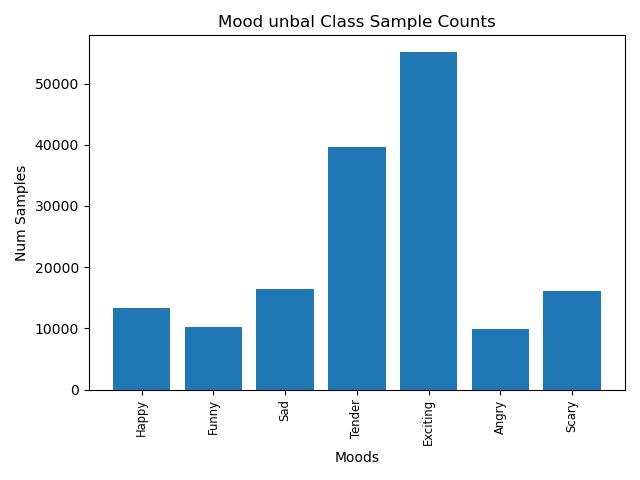 Mood unbal Class Sample Counts
Num Samples
50000
40000
30000
20000
10000
0
Happy
Funny
Sad
Tender
Exciting
Angry
Scary
Moods